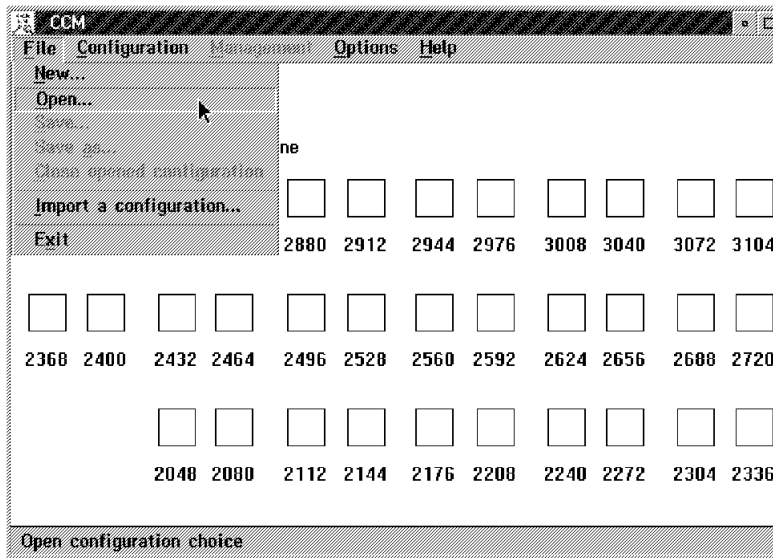 CCM
File Configuration Management Options Help
New...
Open...
Save...
Save as...
ne
Close opened configuration
Import a configuration...
Exit
2880 2912 2944 2976 3008 3040 3072 3104
2368 2400 2432 2464 2496 2528 2560 2592 2624 2656 2688 2720
2048 2080 2112 2144 2176 2208 2240 2272 2304 2336
Open configuration choice